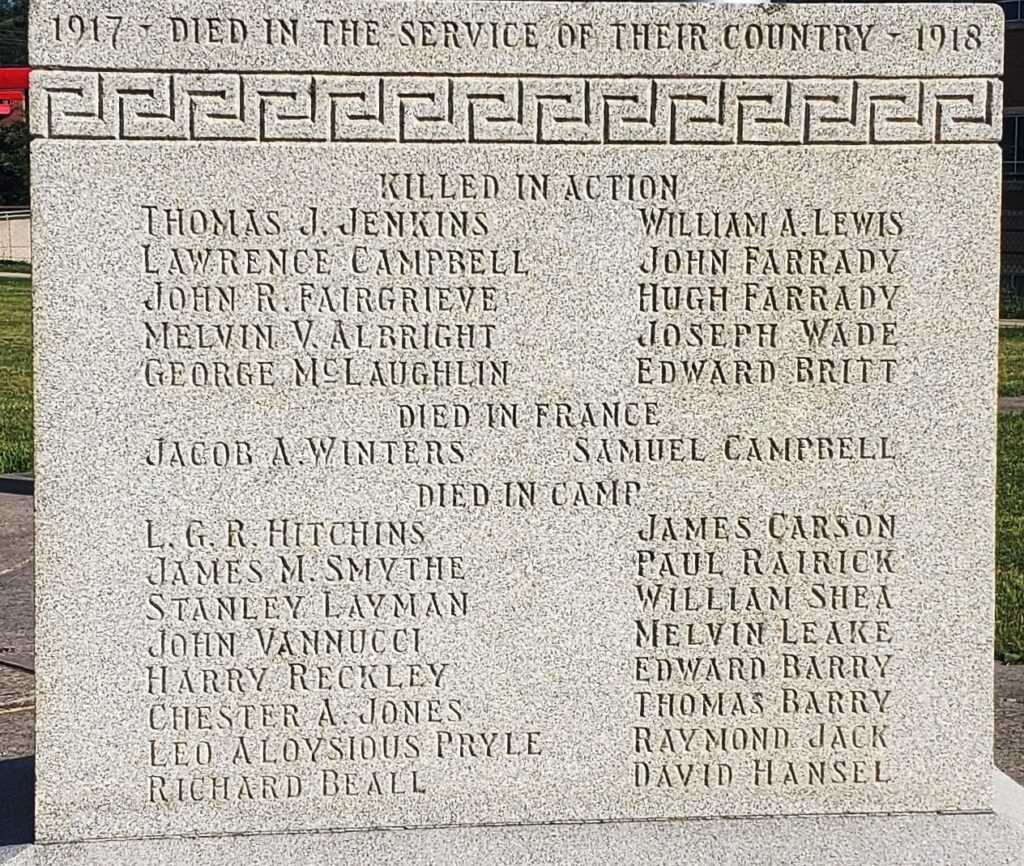 1917 - DIED IN THE SERVICE OF THEIR COUNTRY - 1918
KILLED IN ACTION
THOMAS J. JENKINS WILLIAM A. LEWIS
LAWRENCE CAMPBELL JOHN FARRADY
JOHN R. FAIRGRIEVE HUGH FARRADY
MELVIN V. ALBRIGHT JOSEPH WADE
GEORGE McLAUGHLIN EDWARD BRITT
DIED IN FRANCE
JACOB A. WINTERS SAMUEL CAMPBELL
DIED IN CAMP
L. G. R. HITCHINS JAMES CARSON
JAMES M. SMYTHE PAUL RAIRICK
STANLEY LAYMAN WILLIAM SHEA
JOHN VANNUCCI MELVIN LEAKE
HARRY RECKLEY EDWARD BARRY
CHESTER A. JONES THOMAS BARRY
LEO ALOYSIOUS PRYLE RAYMOND JACK
RICHARD BEALL DAVID HANSEL